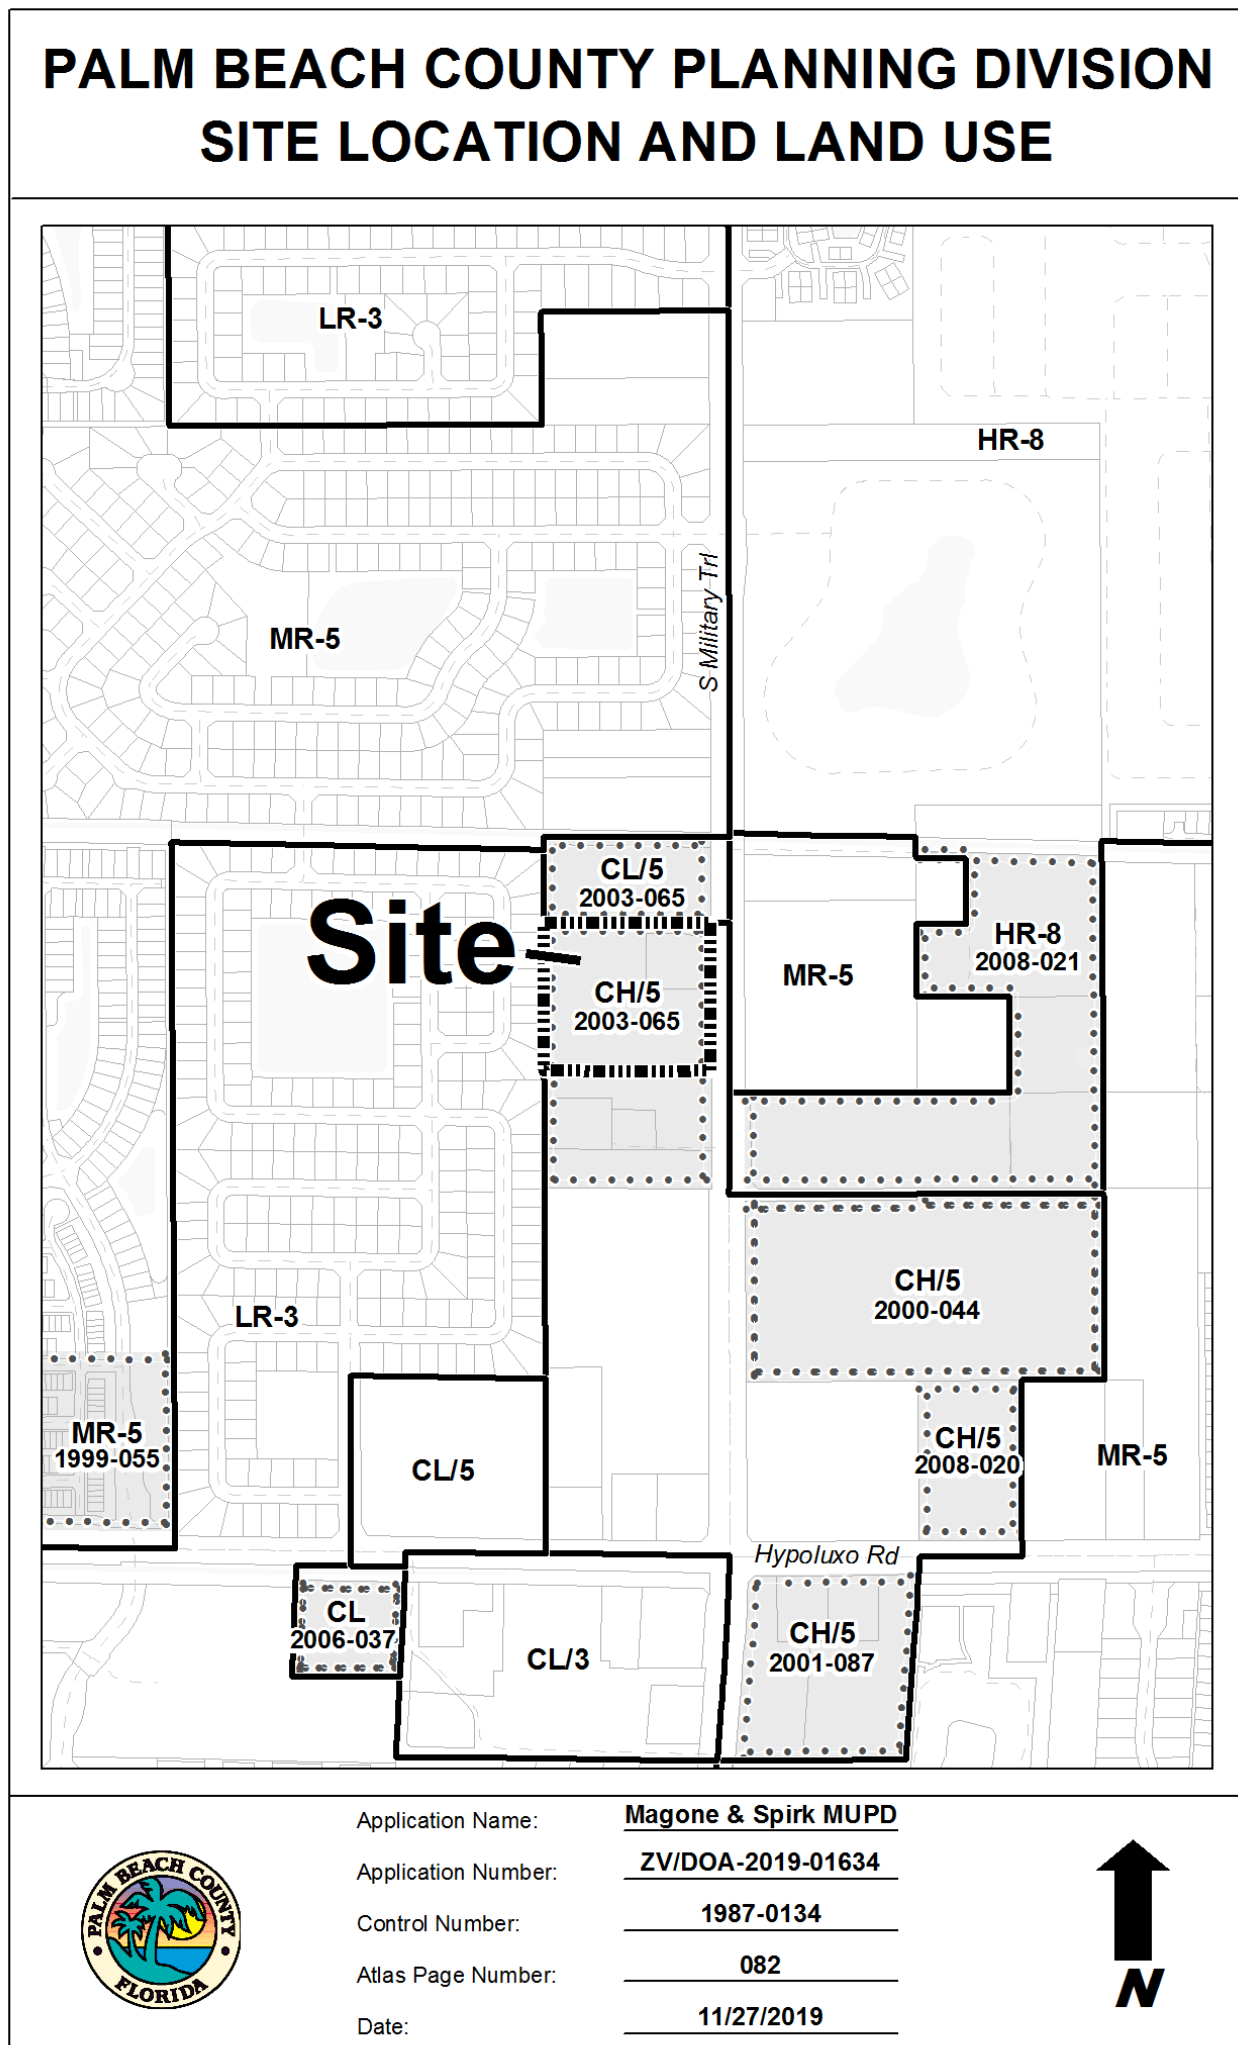 PALM BEACH COUNTY PLANNING DIVISION
SITE LOCATION AND LAND USE
LR-3
HR-8
S Military Trl
MR-5
CL/5
2003-065
Site
HR-8
2008-021
MR-5
CH/5
2003-065
CH/5
2000-044
LR-3
MR-5
1999-055
CL/5
CH/5
2008-020
MR-5
Hypoluxo Rd
CL
2006-037
CL/3
CH/5
2001-087
Application Name: Magone & Spirk MUPD
Application Number: ZV/DOA-2019-01634
Control Number: 1987-0134
Atlas Page Number: 082
Date: 11/27/2019
PALM BEACH COUNTY
FLORIDA
N